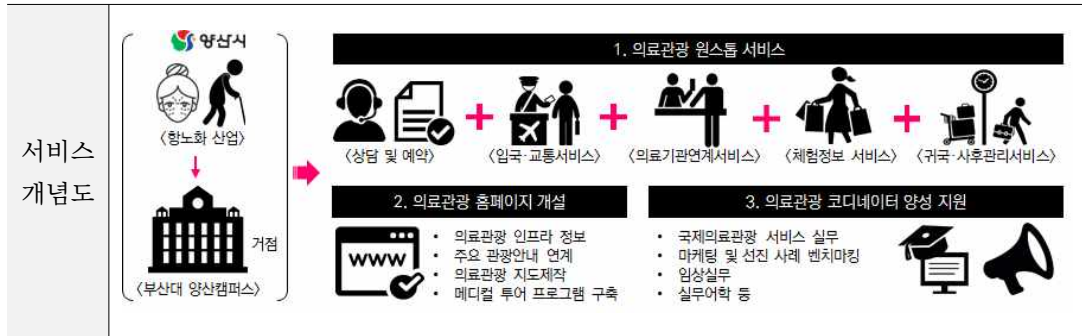 서비스
개념도
양산시
<항노화 산업>
거점
<부산대 양산캠퍼스>
1. 의료관광 원스톱 서비스
<상담 및 예약>
<입국·교통서비스>
<의료기관연계서비스>
<체험정보 서비스>
<귀국·사후관리서비스>
2. 의료관광 홈페이지 개설
www
• 의료관광 인프라 정보
• 주요 관광안내 연계
• 의료관광 지도제작
• 메디컬 투어 프로그램 구축
3. 의료관광 코디네이터 양성 지원
• 국제의료관광 서비스 실무
• 마케팅 및 선진 사례 벤치마킹
• 임상실무
• 실무어학 등